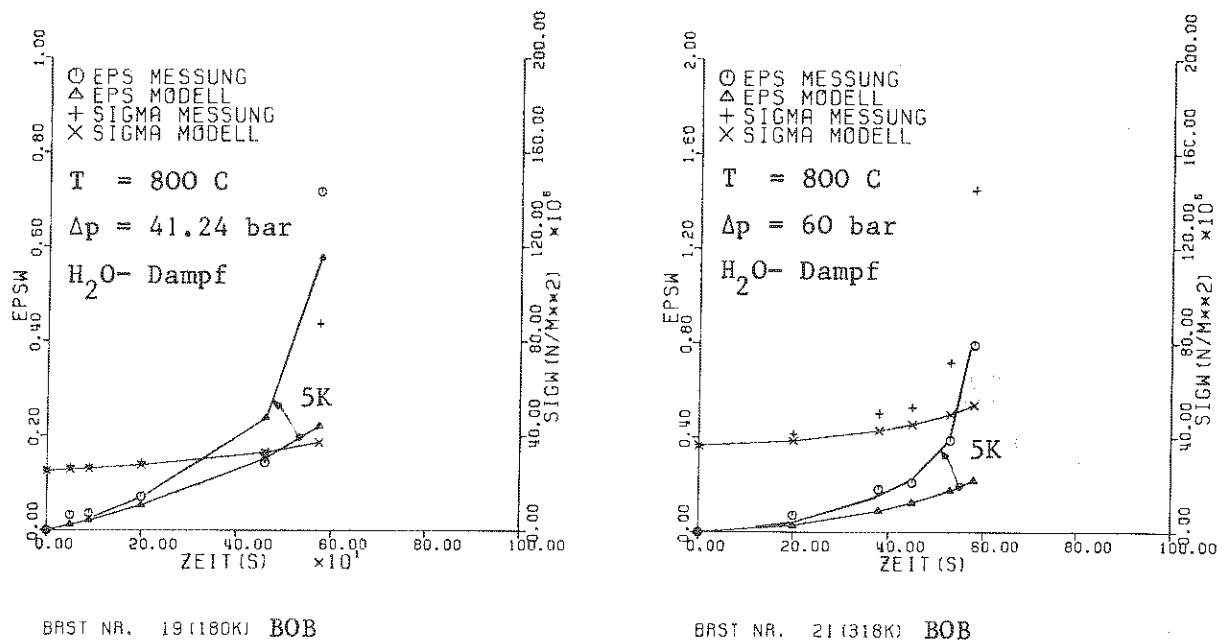 1.00
0.80
0.60
0.40
0.20
0.00
EPSW
EPS MESSUNG
EPS MODELL
SIGMA MESSUNG
SIGMA MODELL
T = 800 C
Δp = 41.24 bar
H2O- Dampf
5K
200.00
160.00
120.00
80.00
40.00
0.00
SIGW(N/M**2) *10⁶
0.00 20.00 40.00 60.00 80.00 100.00
ZEIT(S) *10¹
BRST NR. 19(180K) BOB
2.00
1.60
1.20
0.80
0.40
0.00
EPSW
EPS MESSUNG
EPS MODELL
SIGMA MESSUNG
SIGMA MODELL
T = 800 C
Δp = 60 bar
H2O- Dampf
5K
200.00
160.00
120.00
80.00
40.00
0.00
SIGW(N/M**2) *10⁶
0.00 20.00 40.00 60.00 80.00 100.00
ZEIT(S)
BRST NR. 21(318K) BOB